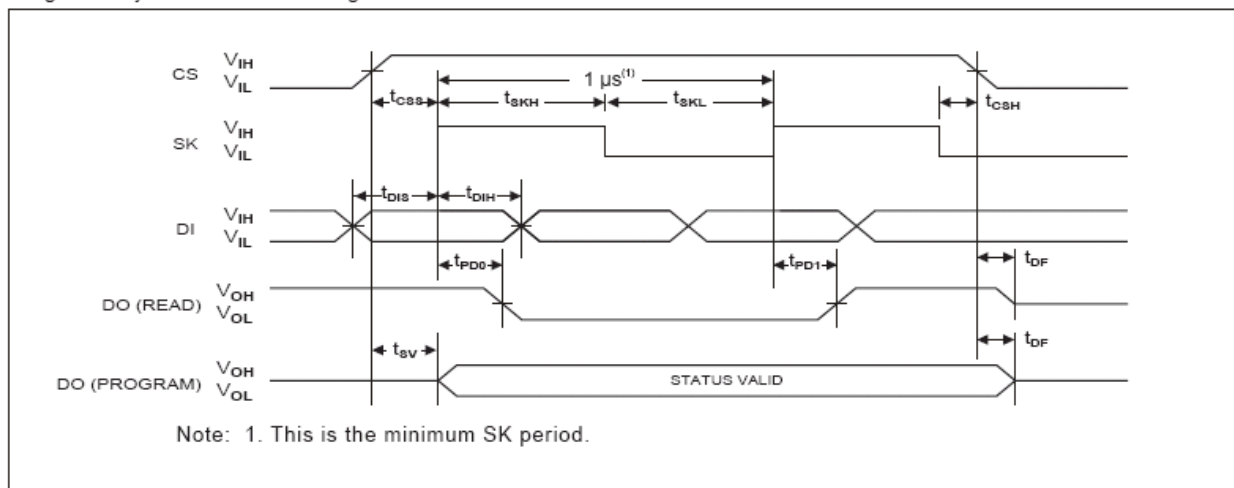 CS V_IH
V_IL
1 µs(1)
t_CSS t_SKH t_SKL t_CSH
SK V_IH
V_IL
t_DIS t_DIH
DI V_IH
V_IL
t_PD0 t_PD1 t_DF
DO (READ) V_OH
V_OL
t_SV t_DF
DO (PROGRAM) V_OH
V_OL
STATUS VALID
Note: 1. This is the minimum SK period.